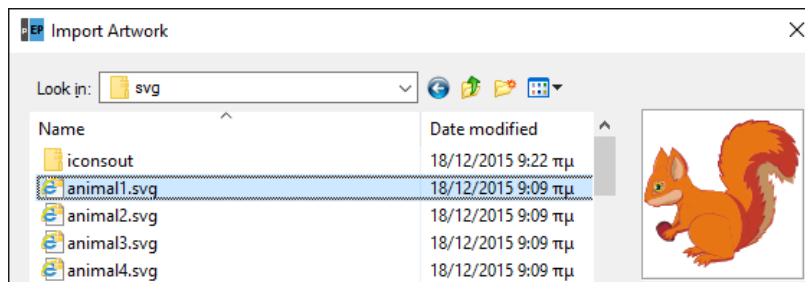 pEP Import Artwork
Look in: svg
Name Date modified
iconsout 18/12/2015 9:22 πμ
animal1.svg 18/12/2015 9:09 πμ
animal2.svg 18/12/2015 9:09 πμ
animal3.svg 18/12/2015 9:09 πμ
animal4.svg 18/12/2015 9:09 πμ